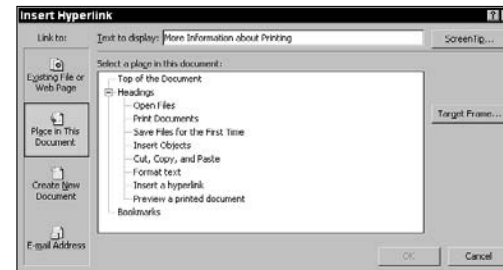 Insert Hyperlink
Link to:
Text to display: More Information about Printing
ScreenTip...
Existing File or
Web Page
Place in This
Document
Create New
Document
E-mail Address
Select a place in this document:
Top of the Document
Headings
Open Files
Print Documents
Save Files for the First Time
Insert Objects
Cut, Copy, and Paste
Format text
Insert a hyperlink
Preview a printed document
Bookmarks
Target Frame...
OK
Cancel